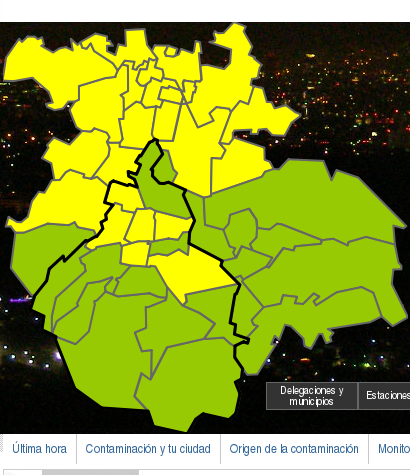 Delegaciones y
municipios
Estaciones
Última hora
Contaminación y tu ciudad
Origen de la contaminación
Monito